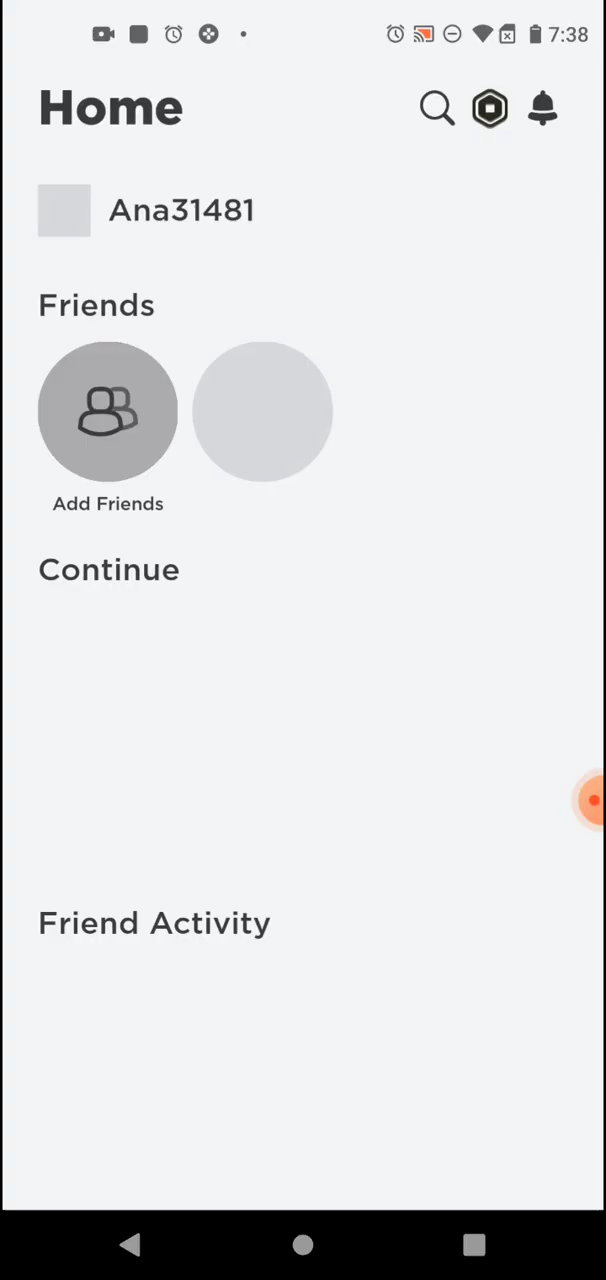 7:38
Home
Ana31481
Friends
Add Friends
Continue
Friend Activity